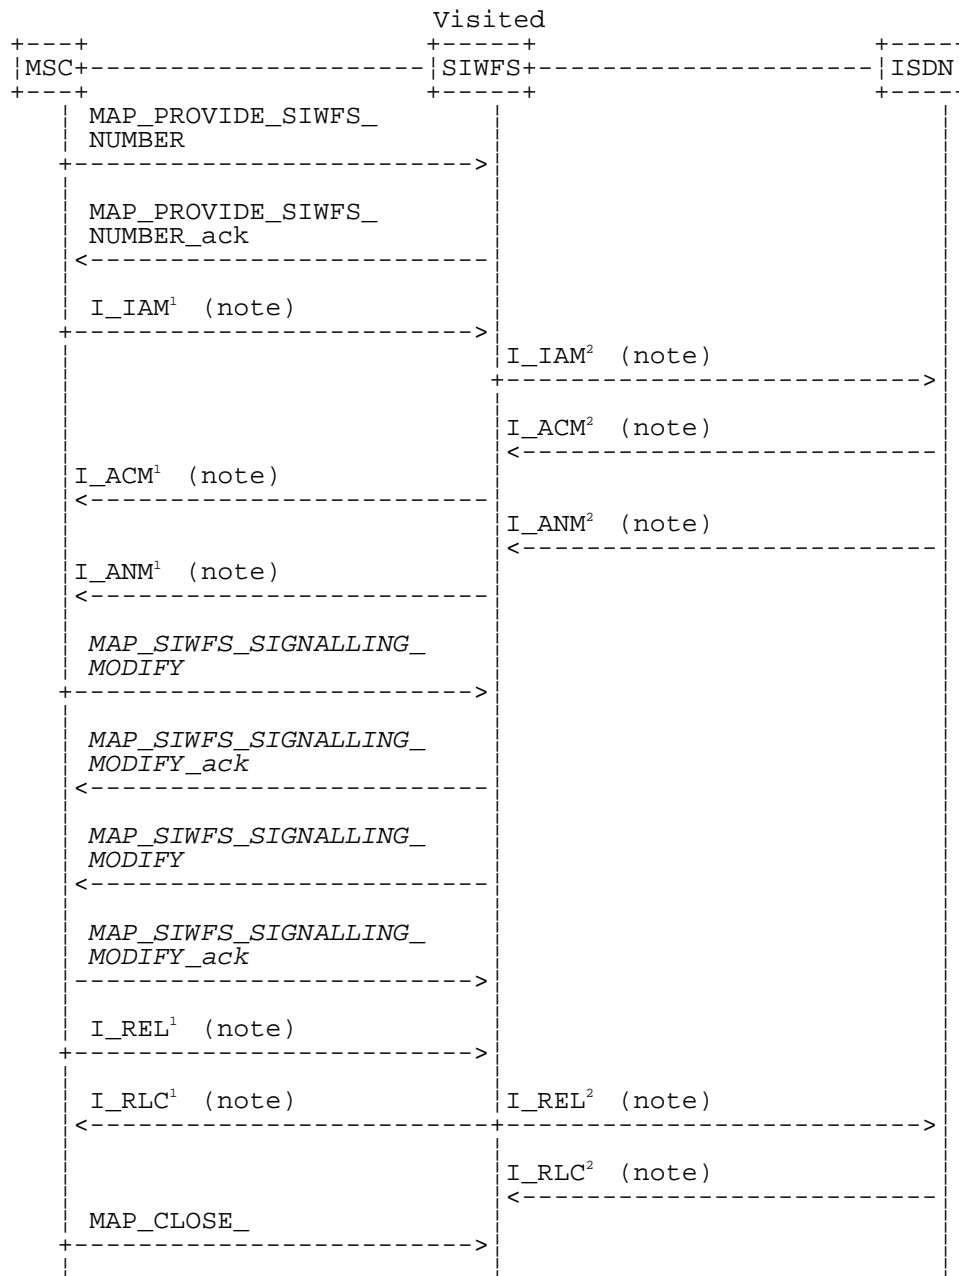 Visited
MSC SIWFS ISDN
MAP_PROVIDE_SIWFS_
NUMBER
MAP_PROVIDE_SIWFS_
NUMBER_ack
I_IAM¹ (note)
I_IAM² (note)
I_ACM² (note)
I_ACM¹ (note)
I_ANM² (note)
I_ANM¹ (note)
MAP_SIWFS_SIGNALLING_
MODIFY
MAP_SIWFS_SIGNALLING_
MODIFY_ack
MAP_SIWFS_SIGNALLING_
MODIFY
MAP_SIWFS_SIGNALLING_
MODIFY_ack
I_REL¹ (note)
I_RLC¹ (note) I_REL² (note)
I_RLC² (note)
MAP_CLOSE_